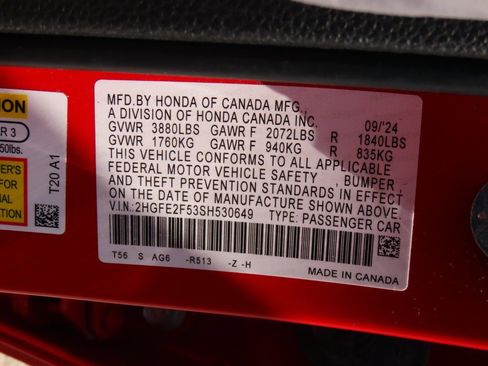 MFD.BY HONDA OF CANADA MFG.,
A DIVISION OF HONDA CANADA INC. 09/'24
GVWR 3880LBS GAWR F 2072LBS R 1840LBS
GVWR 1760KG GAWR F 940KG R 835KG
THIS VEHICLE CONFORMS TO ALL APPLICABLE
FEDERAL MOTOR VEHICLE SAFETY , BUMPER,
AND THEFT PREVENTION STANDARDS IN EFFECT
ON THE DATE OF MANUFACTURE SHOWN ABOVE.
V.I.N.: 2HGFE2F53SH530649 TYPE: PASSENGER CAR
T56 S AG6 -R513 -Z -H
MADE IN CANADA
T20 A1